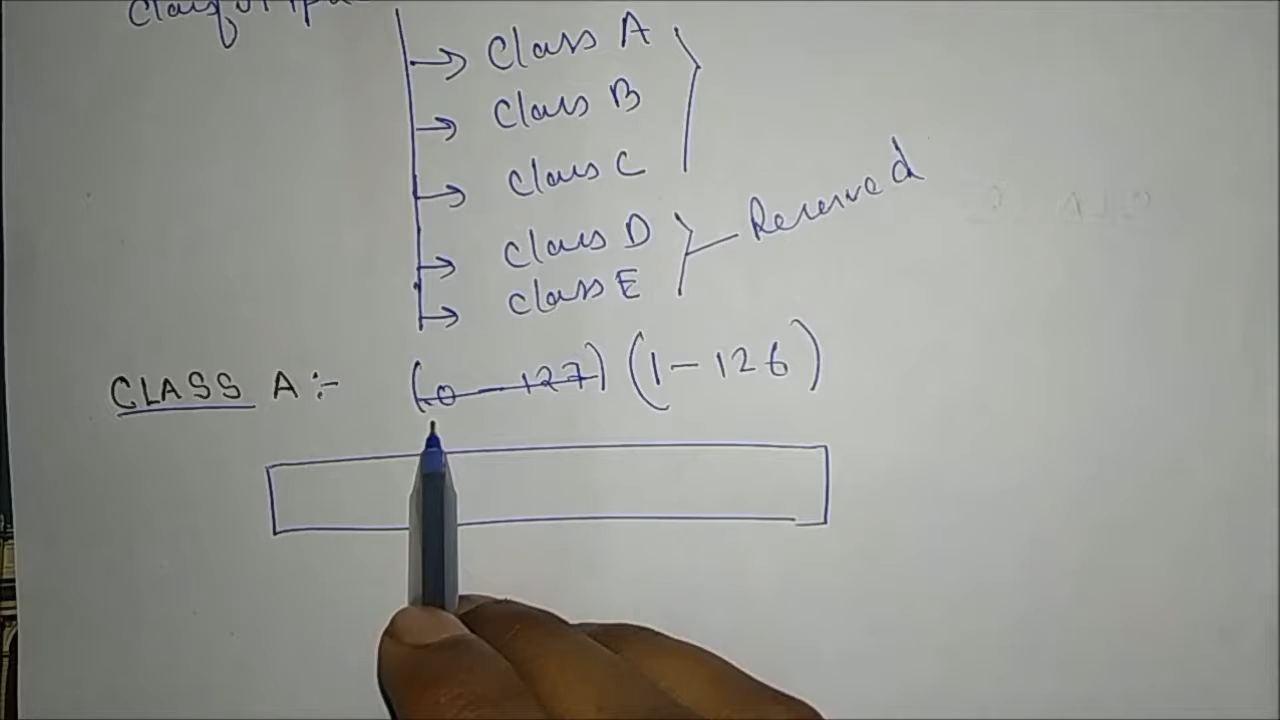 Class A
Class B
Class C
Class D
Class E
Reserved
CLASS A :- (0 - 127) (1 - 126)